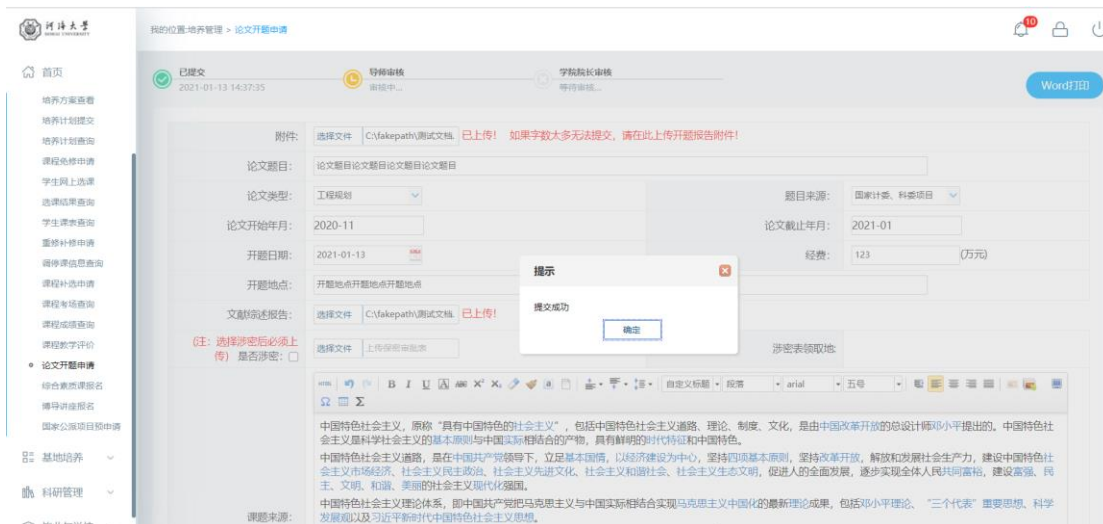 河海大学
HOHAI UNIVERSITY
我的位置:培养管理 > 论文开题申请
10
首页
培养方案查看
培养计划提交
培养计划查询
课程免修申请
学生网上选课
选课结果查询
学生课表查询
重修补修申请
调停课信息查询
课程补选申请
课程考场查询
课程成绩查询
课程教学评价
论文开题申请
综合素质课报名
博导讲座报名
国家公派项目预申请
基地培养
科研管理
已提交
2021-01-13 14:37:35
导师审核
审核中...
学院院长审核
等待审核...
Word打印
附件: 选择文件 C:\fakepath\测试文档. 已上传! 如果字数太多无法提交，请在此上传开题报告附件!
论文题目: 论文题目论文题目论文题目论文题目
论文类型: 工程规划 题目来源: 国家计委、科委项目
论文开始年月: 2020-11 论文截止年月: 2021-01
开题日期: 2021-01-13 经费: 123 (万元)
开题地点: 开题地点开题地点开题地点
文献综述报告: 选择文件 C:\fakepath\测试文档. 已上传!
(注：选择涉密后必须上
传) 是否涉密: 选择文件 上传保密审批表 涉密表领取地:
提示
提交成功
确定
HTML B I U A ABC X² X₂ 自定义标题 段落 arial 五号
Ω Σ
中国特色社会主义，原称“具有中国特色的社会主义”，包括中国特色社会主义道路、理论、制度、文化，是由中国改革开放的总设计师邓小平提出的。中国特色社
会主义是科学社会主义的基本原则与中国实际相结合的产物，具有鲜明的时代特征和中国特色。
中国特色社会主义道路，是在中国共产党领导下，立足基本国情，以经济建设为中心，坚持四项基本原则，坚持改革开放，解放和发展社会生产力，建设中国特色社
会主义市场经济、社会主义民主政治、社会主义先进文化、社会主义和谐社会、社会主义生态文明，促进人的全面发展，逐步实现全体人民共同富裕，建设富强、民
主、文明、和谐、美丽的社会主义现代化强国。
中国特色社会主义理论体系，即中国共产党把马克思主义与中国实际相结合实现马克思主义中国化的最新理论成果，包括邓小平理论、“三个代表”重要思想、科学
课题来源: 发展观以及习近平新时代中国特色社会主义思想。